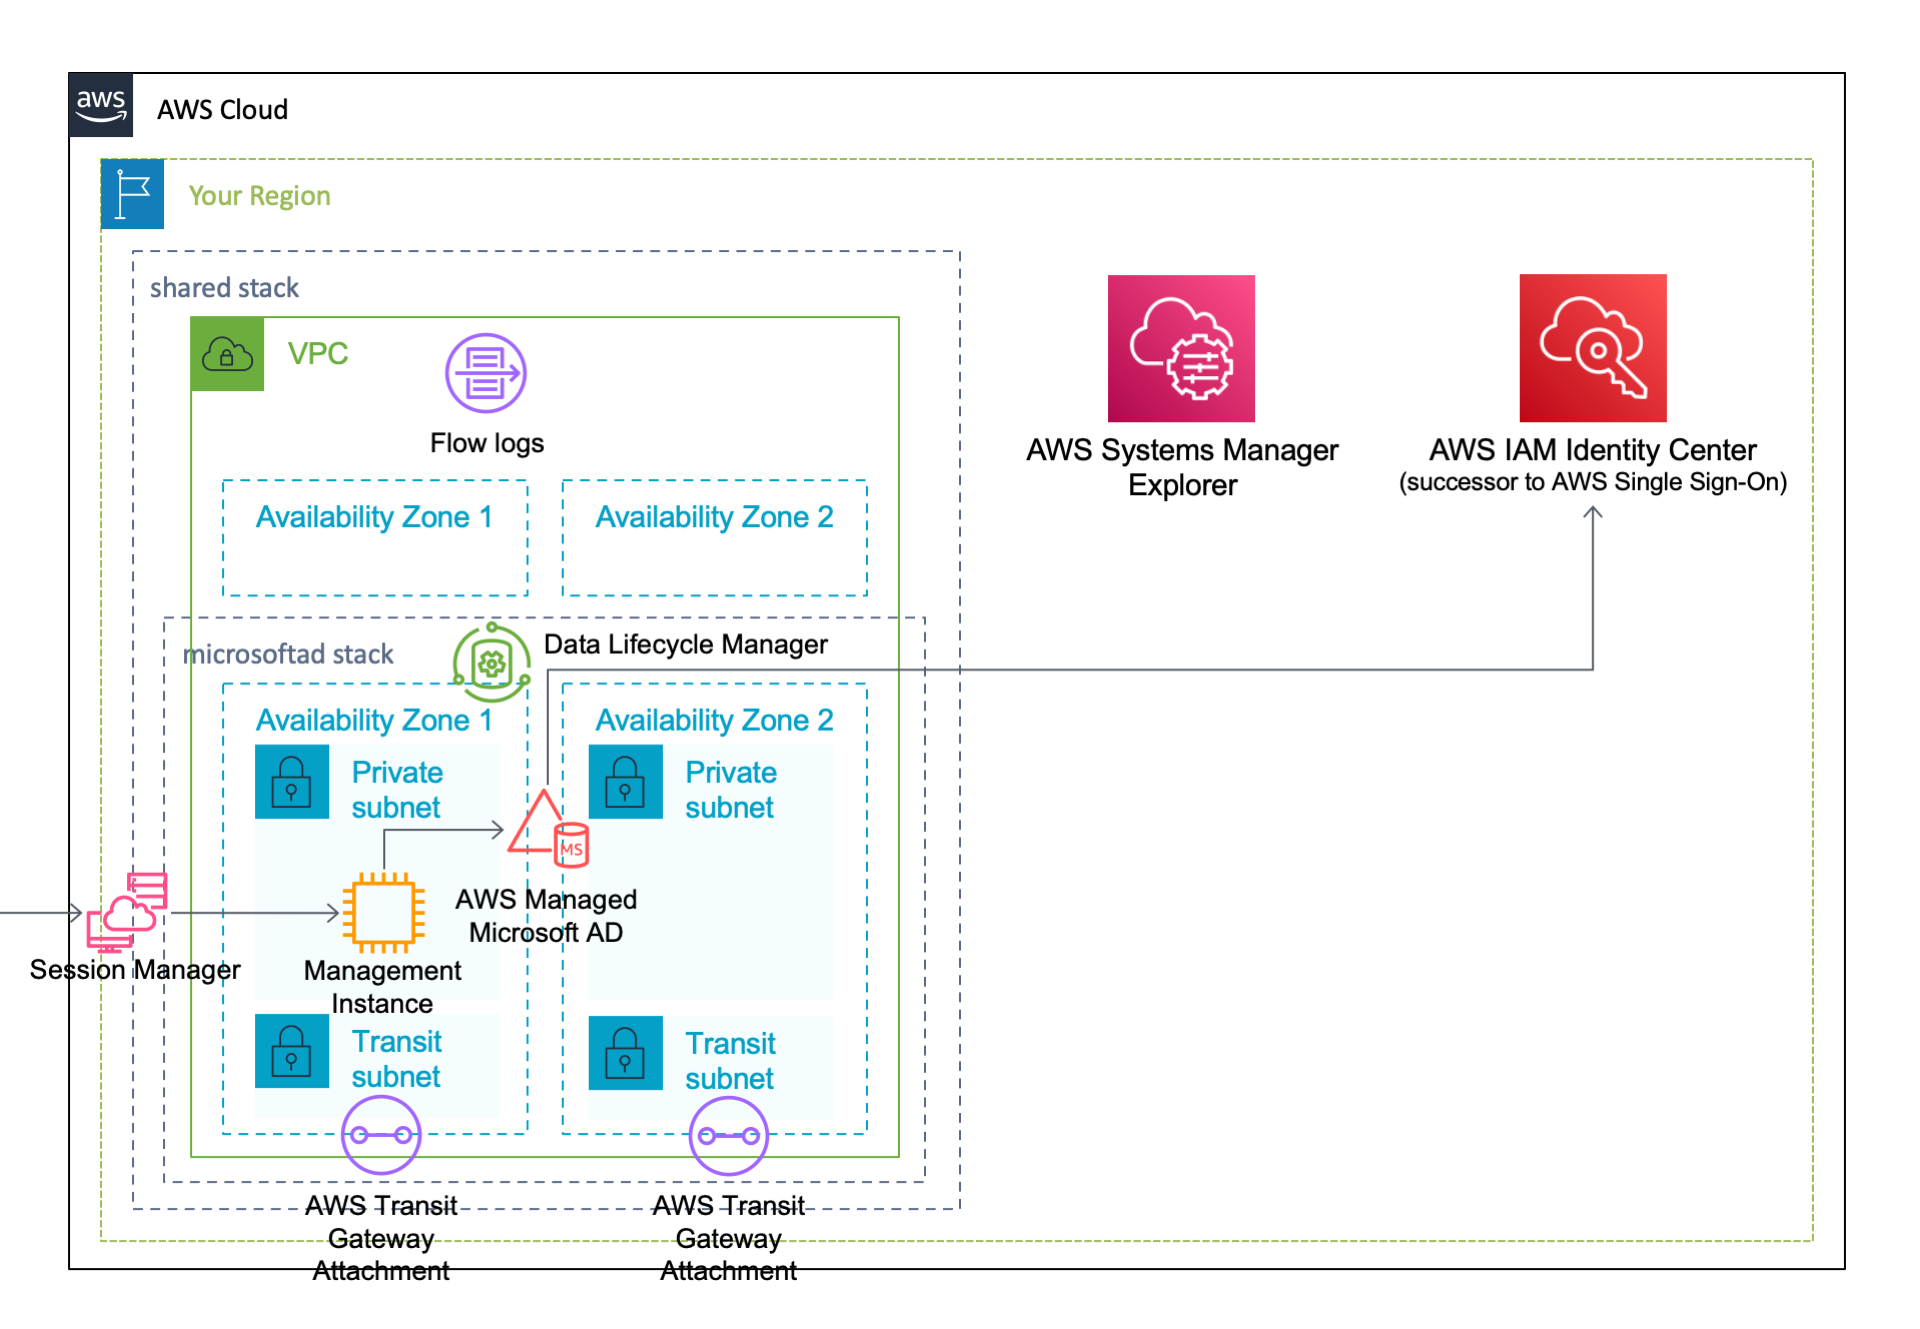 aws
AWS Cloud
Your Region
shared stack
VPC
Flow logs
AWS Systems Manager
Explorer
AWS IAM Identity Center
(successor to AWS Single Sign-On)
Availability Zone 1
Availability Zone 2
microsoftad stack
Data Lifecycle Manager
Availability Zone 1
Availability Zone 2
Private
subnet
Private
subnet
MS
AWS Managed
Microsoft AD
Session Manager
Management
Instance
Transit
subnet
Transit
subnet
AWS Transit
Gateway
Attachment
AWS Transit
Gateway
Attachment